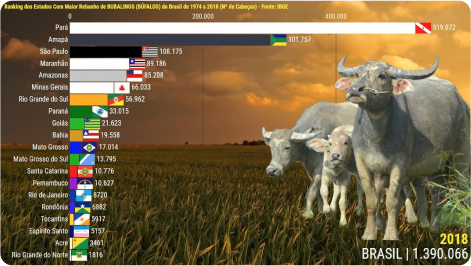 Ranking dos Estados Com Maior Rebanho de BUBALINOS (BÚFALOS) do Brasil de 1974 a 2018 (Nº de Cabeças) - Fonte: IBGE
200.000 400.000
Pará 519.072
Amapá 301.757
São Paulo 108.175
Maranhão 89.186
Amazonas 85.208
Minas Gerais 66.033
Rio Grande do Sul 56.962
Paraná 33.015
Goiás 21.623
Bahia 19.558
Mato Grosso 17.014
Mato Grosso do Sul 13.795
Santa Catarina 10.776
Pernambuco 10.627
Rio de Janeiro 8720
Rondônia 6882
Tocantins 5917
Espírito Santo 5157
Acre 3461
Rio Grande do Norte 1816
2018
BRASIL | 1.390.066